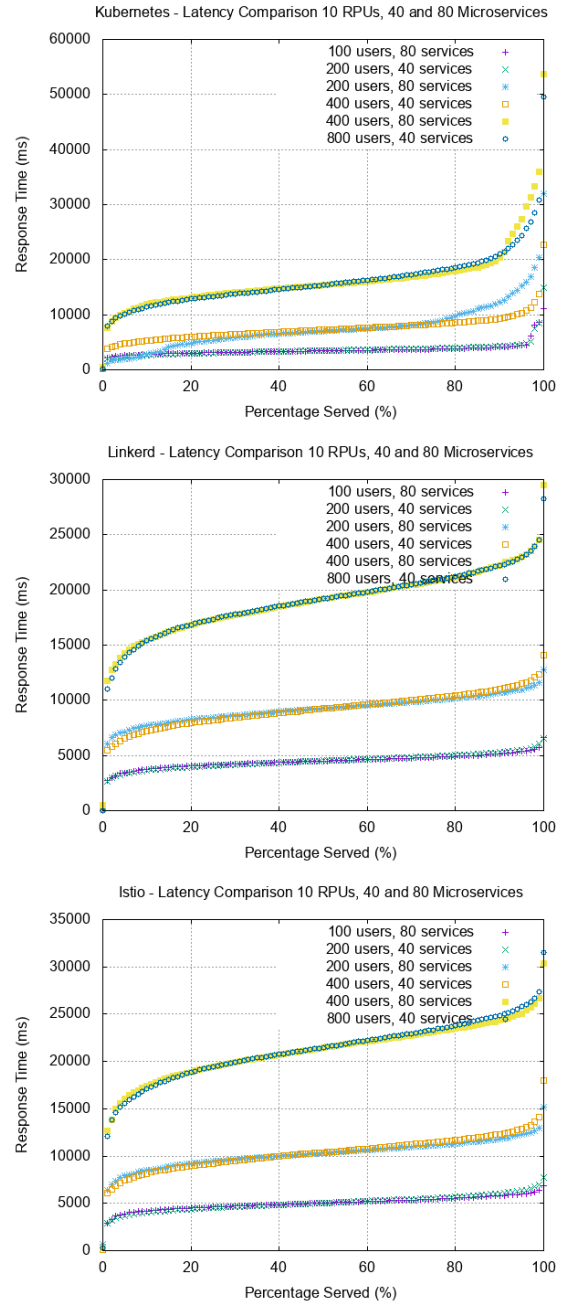 Kubernetes - Latency Comparison 10 RPUs, 40 and 80 Microservices
60000
50000
40000
30000
20000
10000
0
Response Time (ms)
100 users, 80 services
200 users, 40 services
200 users, 80 services
400 users, 40 services
400 users, 80 services
800 users, 40 services
0 20 40 60 80 100
Percentage Served (%)
Linkerd - Latency Comparison 10 RPUs, 40 and 80 Microservices
30000
25000
20000
15000
10000
5000
0
Response Time (ms)
100 users, 80 services
200 users, 40 services
200 users, 80 services
400 users, 40 services
400 users, 80 services
800 users, 40 services
0 20 40 60 80 100
Percentage Served (%)
Istio - Latency Comparison 10 RPUs, 40 and 80 Microservices
35000
30000
25000
20000
15000
10000
5000
0
Response Time (ms)
100 users, 80 services
200 users, 40 services
200 users, 80 services
400 users, 40 services
400 users, 80 services
800 users, 40 services
0 20 40 60 80 100
Percentage Served (%)